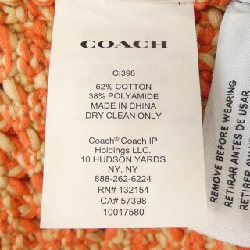 COACH
CI398
62% COTTON
38% POLYAMIDE
MADE IN CHINA
DRY CLEAN ONLY
Coach® Coach IP
Holdings LLC.
10 HUDSON YARDS
NY, NY
888-262-6224
RN# 132154
CA# 57398
10017580
REMOVE BEFORE WEARING
RETIRAR ANTES DE USAR
RETIRER AVANT DE